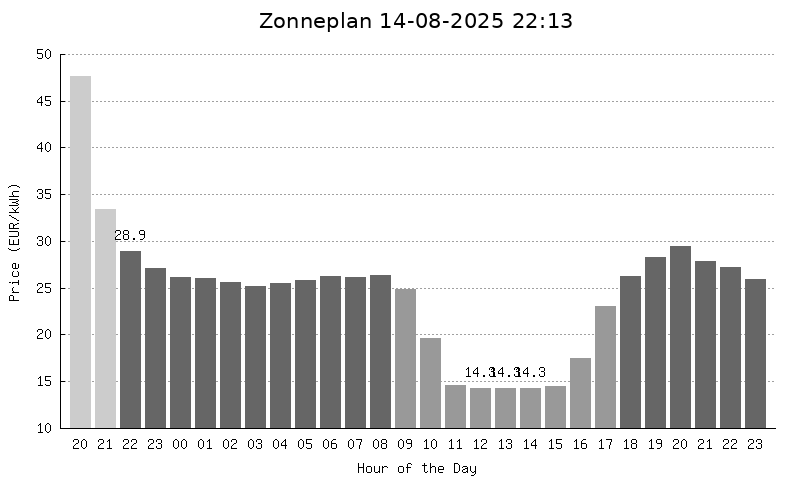 Zonneplan 14-08-2025 22:13
Price (EUR/kWh)
50
45
40
35
30
25
20
15
10
28.9
14.3 14.3 14.3
20 21 22 23 00 01 02 03 04 05 06 07 08 09 10 11 12 13 14 15 16 17 18 19 20 21 22 23
Hour of the Day